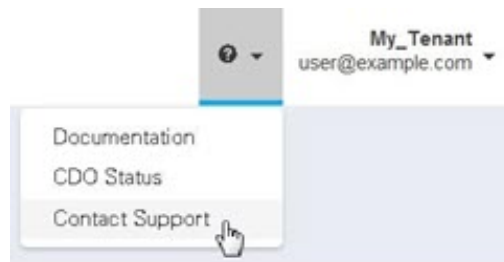 My_Tenant
user@example.com
Documentation
CDO Status
Contact Support